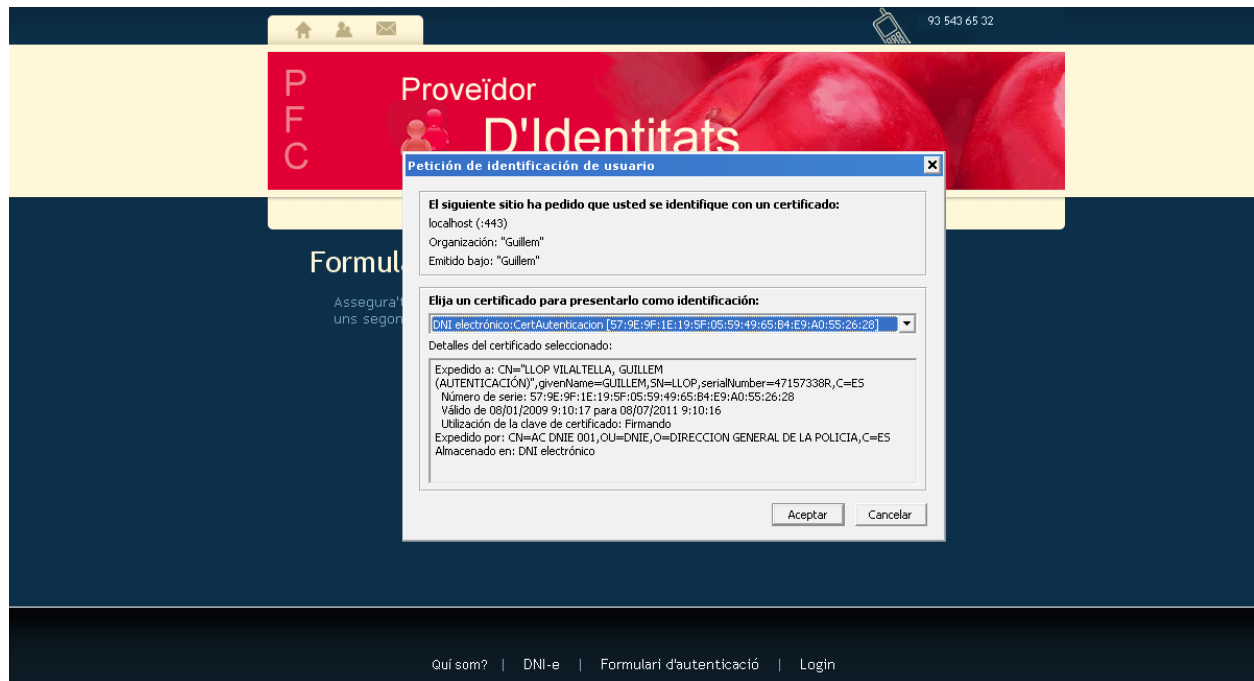 93 543 65 32
P
F
C
Proveïdor
D'Identitats
Petición de identificación de usuario
El siguiente sitio ha pedido que usted se identifique con un certificado:
localhost (:443)
Organización: "Guillem"
Emitido bajo: "Guillem"
Elija un certificado para presentarlo como identificación:
DNI electrónico:CertAutenticacion [57:9E:9F:1E:19:5F:05:59:49:65:B4:E9:A0:55:26:28]
Detalles del certificado seleccionado:
Expedido a: CN="LLOP VILALTELLA, GUILLEM
(AUTENTICACIÓN)",givenName=GUILLEM,SN=LLOP,serialNumber=47157338R,C=ES
Número de serie: 57:9E:9F:1E:19:5F:05:59:49:65:B4:E9:A0:55:26:28
Válido de 08/01/2009 9:10:17 para 08/07/2011 9:10:16
Utilización de la clave de certificado: Firmando
Expedido por: CN=AC DNIE 001,OU=DNIE,O=DIRECCION GENERAL DE LA POLICIA,C=ES
Almacenado en: DNI electrónico
Aceptar Cancelar
Formul
Assegura't
uns segon
Quí som? | DNI-e | Formulari d'autenticació | Login